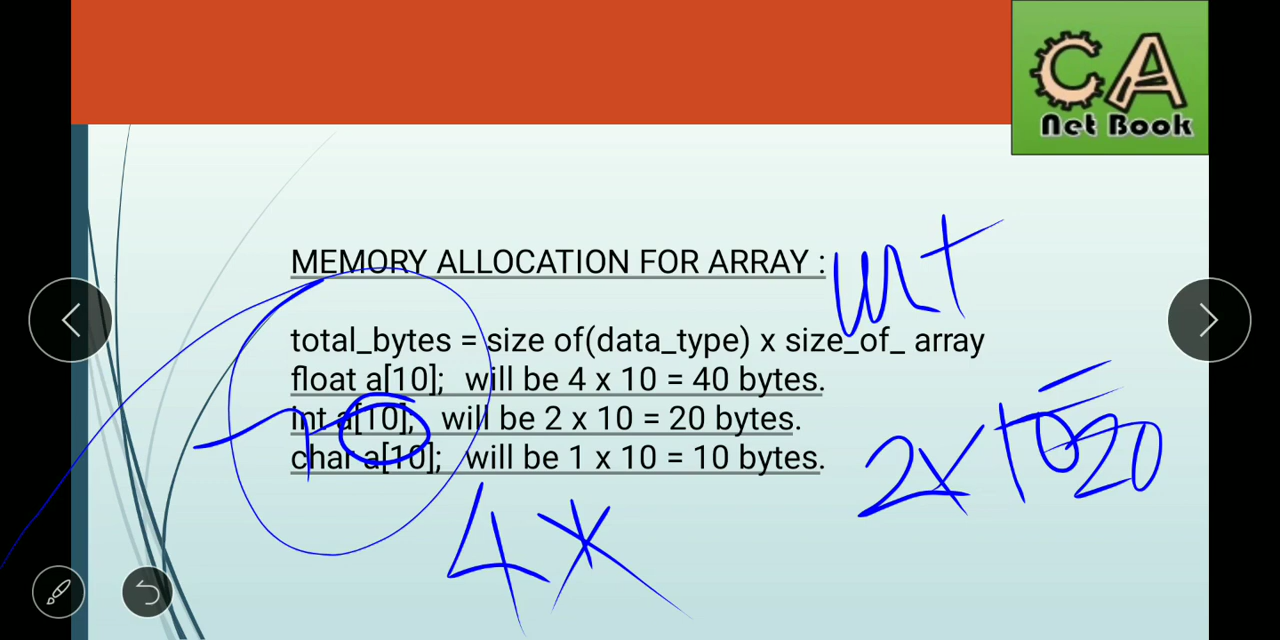 CA
Net Book
MEMORY ALLOCATION FOR ARRAY :
int
total_bytes = size of(data_type) x size_of_ array
float a[10];   will be 4 x 10 = 40 bytes.
int a[10];   will be 2 x 10 = 20 bytes.
char a[10];   will be 1 x 10 = 10 bytes.
2x10=20
4x